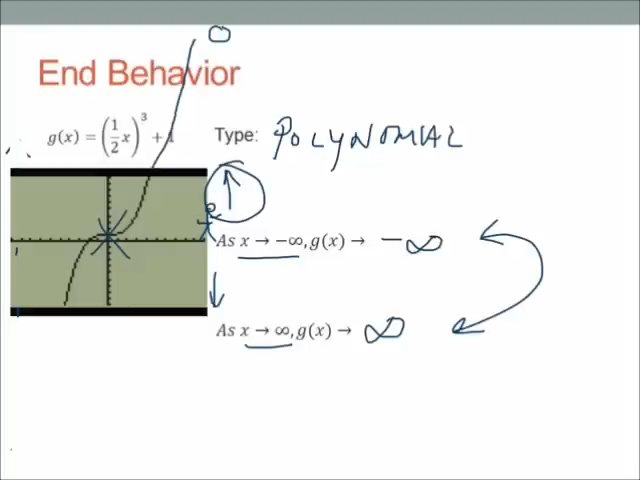 End Behavior
g(x) = (1/2 x)^3 + 1
Type: POLYNOMIAL
As x → −∞, g(x) → −∞
As x → ∞, g(x) → ∞